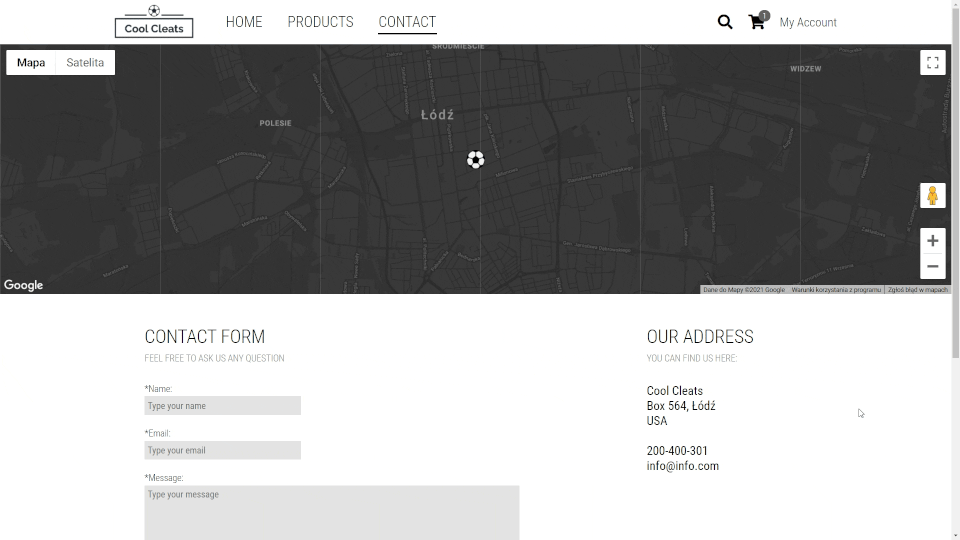 Cool Cleats
HOME
PRODUCTS
CONTACT
1
My Account
Mapa
Satelita
ŚRÓDMIEŚCIE
WIDZEW
POLESIE
Łódź
Google
Dane do Mapy ©2021 Google
Warunki korzystania z programu
Zgłoś błąd w mapach
CONTACT FORM
FEEL FREE TO ASK US ANY QUESTION
*Name:
Type your name
*Email:
Type your email
*Message:
Type your message
OUR ADDRESS
YOU CAN FIND US HERE:
Cool Cleats
Box 564, Łódź
USA
200-400-301
info@info.com